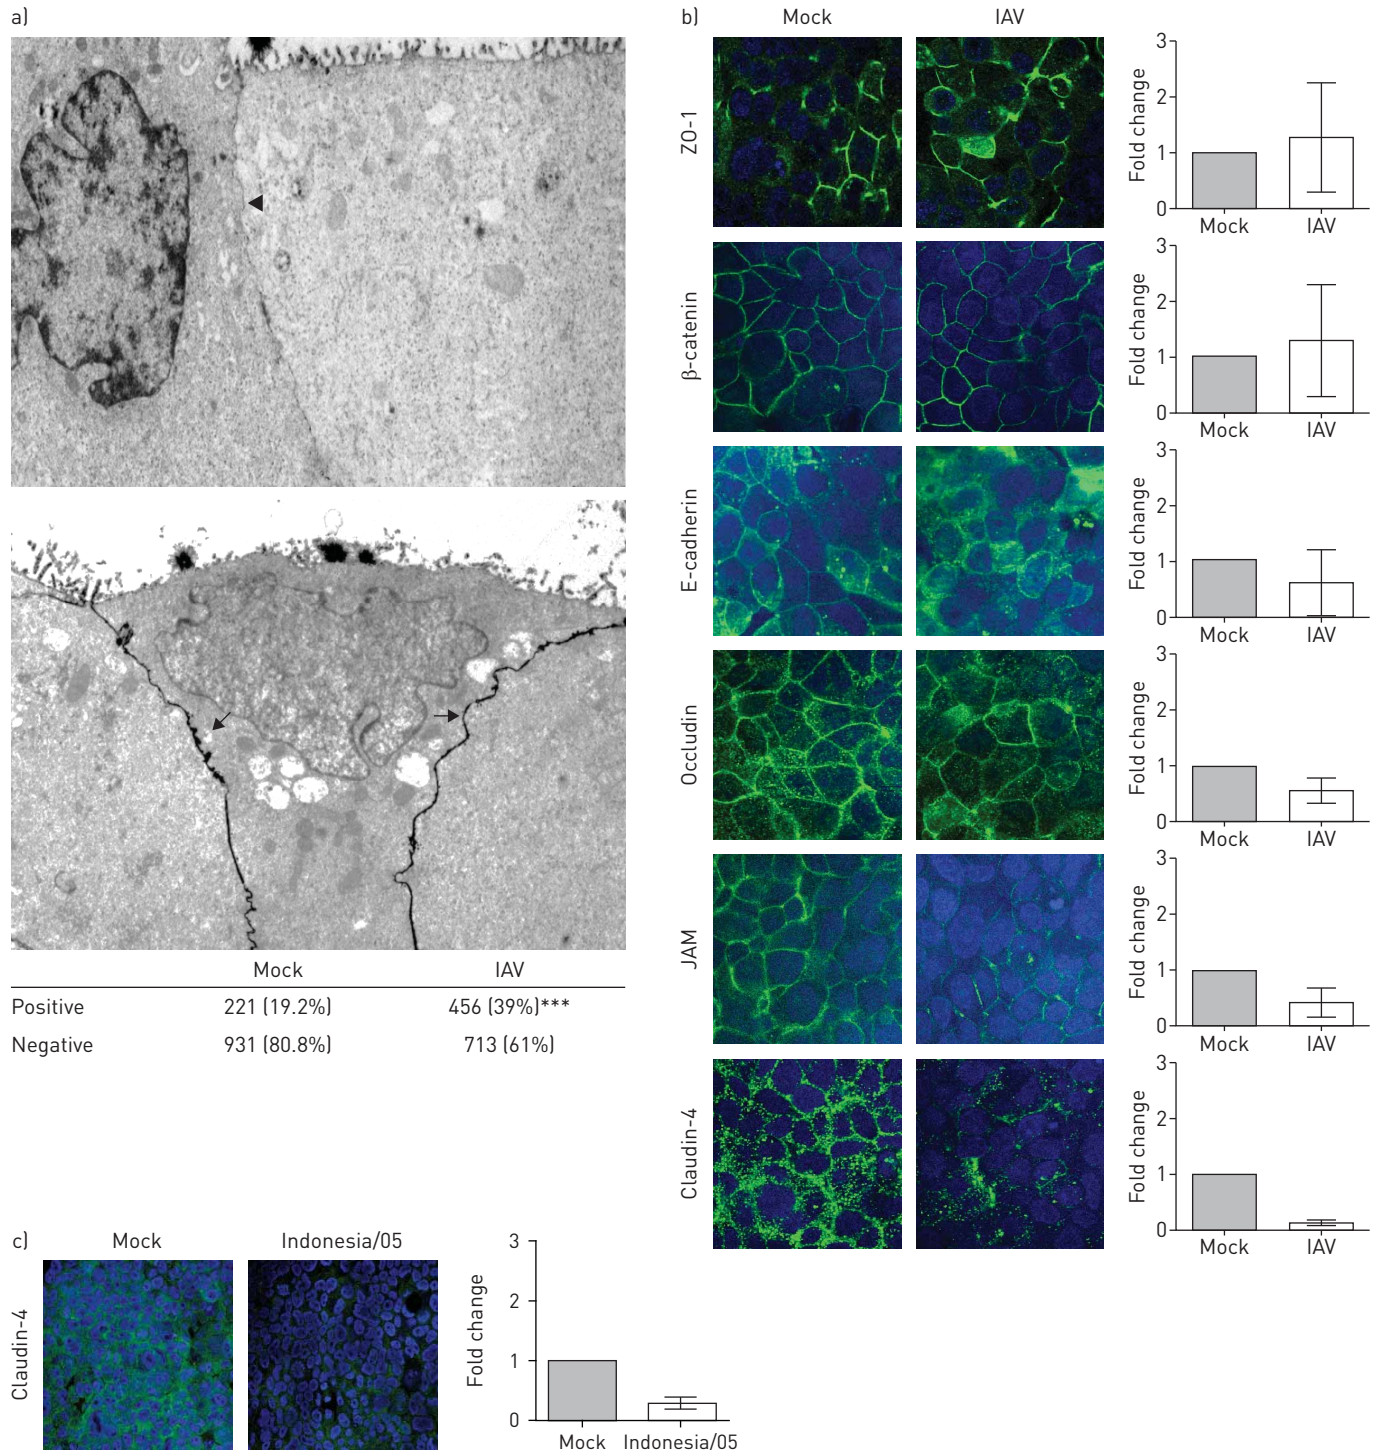 a)
Mock IAV
Positive 221 (19.2%) 456 (39%)***
Negative 931 (80.8%) 713 (61%)
b) Mock IAV
ZO-1
Fold change
3
2
1
0
Mock IAV
β-catenin
Fold change
3
2
1
0
Mock IAV
E-cadherin
Fold change
3
2
1
0
Mock IAV
Occludin
Fold change
3
2
1
0
Mock IAV
JAM
Fold change
3
2
1
0
Mock IAV
Claudin-4
Fold change
3
2
1
0
Mock IAV
c) Mock Indonesia/05
Claudin-4
Fold change
3
2
1
0
Mock Indonesia/05